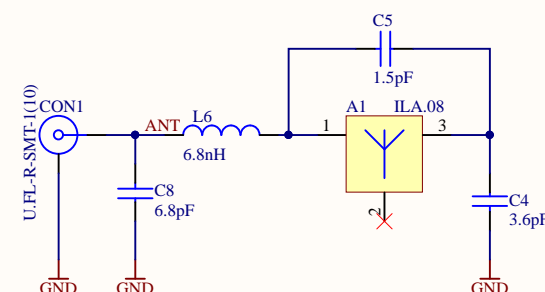 C5
1.5pF
U.FL-R-SMT-1(10)
CON1
ANT
L6
6.8nH
A1
ILA.08
1
3
2
C8
6.8pF
C4
3.6pF
GND
GND
GND